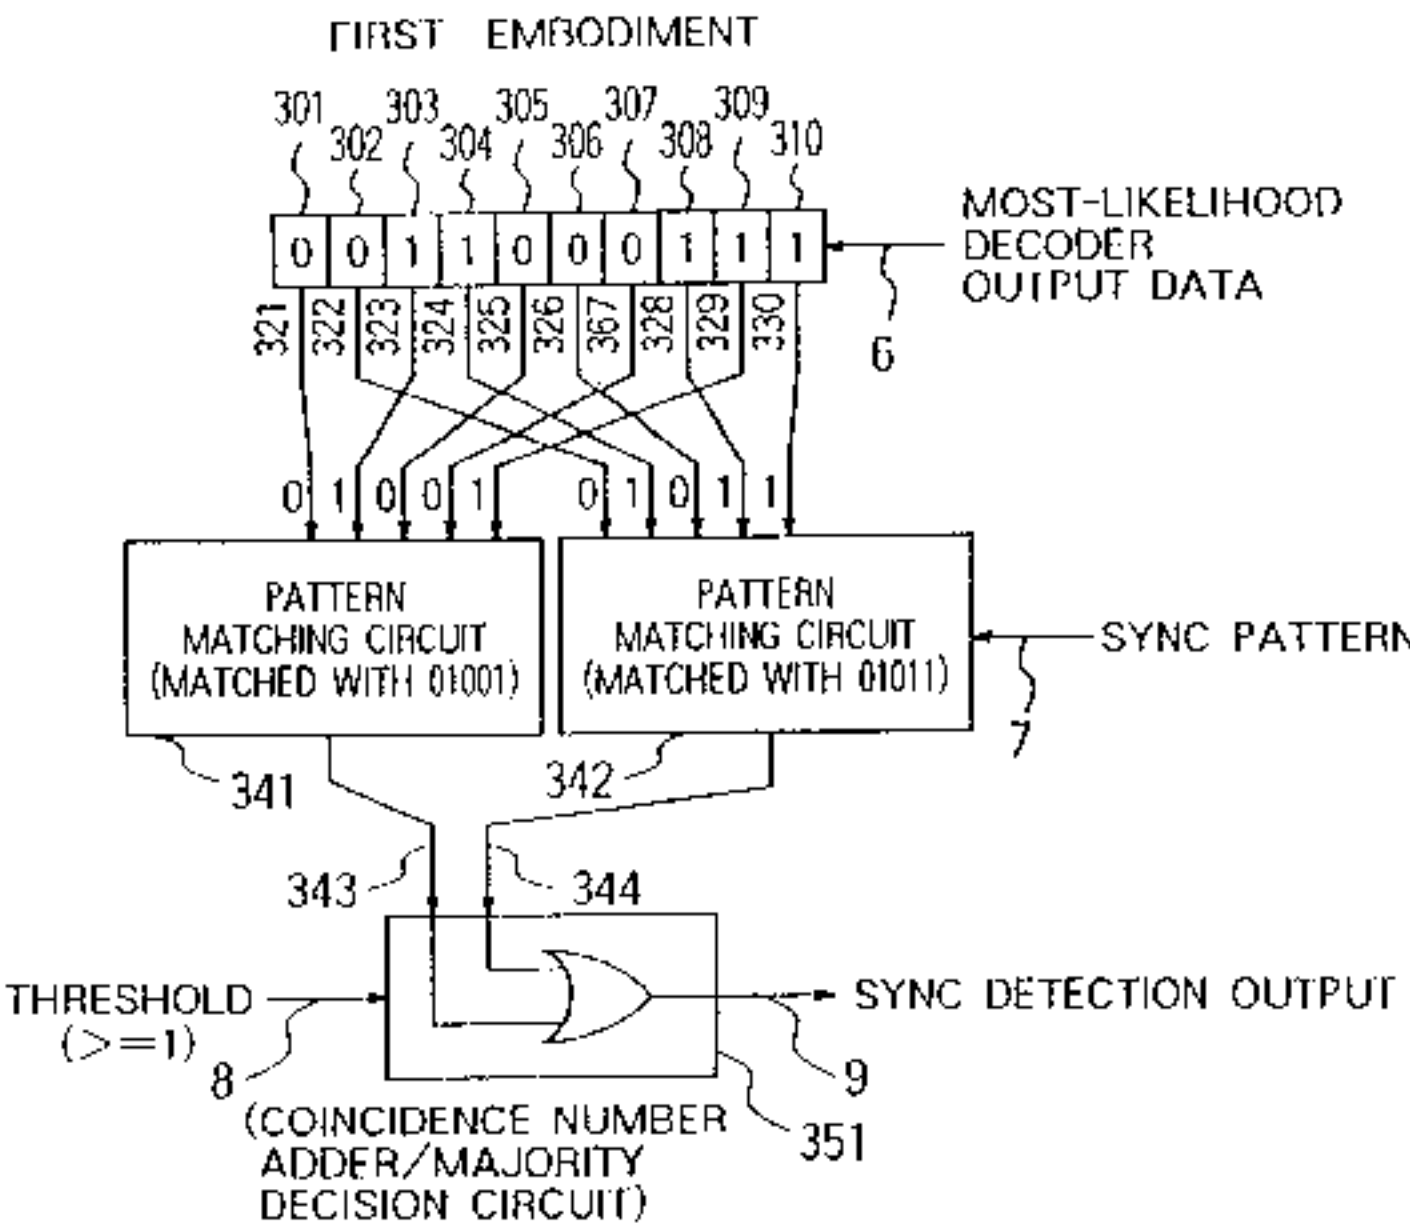 FIRST EMBODIMENT
301 303 305 307 309
302 304 306 308 310
0 0 1 1 0 0 0 1 1 1
MOST-LIKELIHOOD
DECODER
OUTPUT DATA
6
321 322 323 324 325 326 367 328 329 330
0 1 0 0 1 0 1 0 1 1
PATTERN
MATCHING CIRCUIT
(MATCHED WITH 01001)
PATTERN
MATCHING CIRCUIT
(MATCHED WITH 01011)
SYNC PATTERN
7
341
342
343
344
THRESHOLD
(>=1)
8
SYNC DETECTION OUTPUT
9
351
(COINCIDENCE NUMBER
ADDER/MAJORITY
DECISION CIRCUIT)